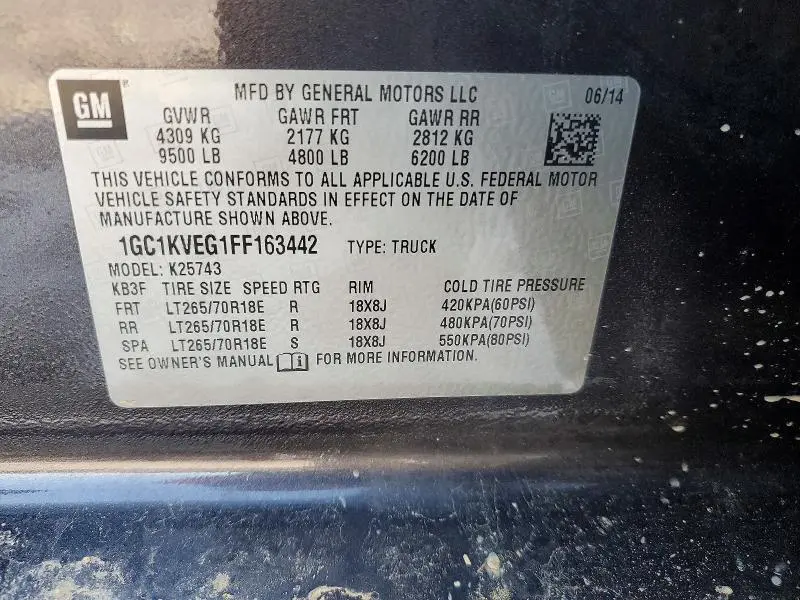 GM
MFD BY GENERAL MOTORS LLC 06/14
GVWR GAWR FRT GAWR RR
4309 KG 2177 KG 2812 KG
9500 LB 4800 LB 6200 LB
THIS VEHICLE CONFORMS TO ALL APPLICABLE U.S. FEDERAL MOTOR
VEHICLE SAFETY STANDARDS IN EFFECT ON THE DATE OF
MANUFACTURE SHOWN ABOVE.
1GC1KVEG1FF163442 TYPE: TRUCK
MODEL: K25743
KB3F TIRE SIZE SPEED RTG RIM COLD TIRE PRESSURE
FRT LT265/70R18E R 18X8J 420KPA(60PSI)
RR LT265/70R18E R 18X8J 480KPA(70PSI)
SPA LT265/70R18E S 18X8J 550KPA(80PSI)
SEE OWNER'S MANUAL FOR MORE INFORMATION.